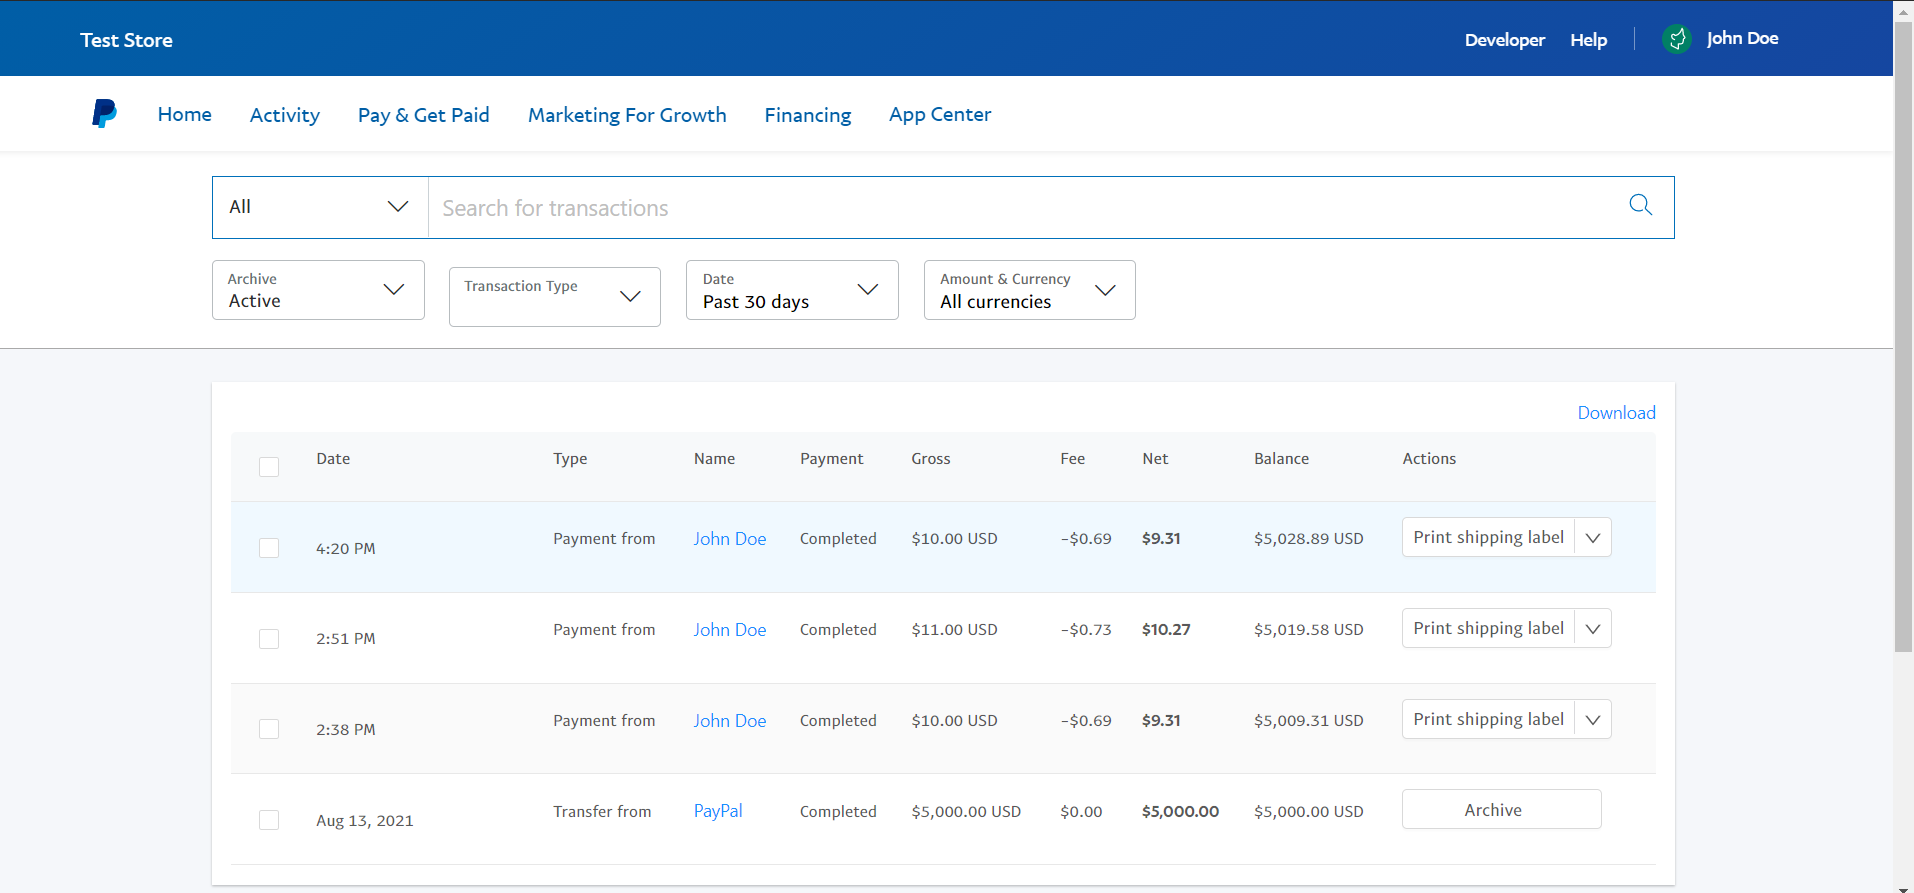 Test Store
Developer Help John Doe
Home Activity Pay & Get Paid Marketing For Growth Financing App Center
All Search for transactions
Archive
Active
Transaction Type
Date
Past 30 days
Amount & Currency
All currencies
Download
Date Type Name Payment Gross Fee Net Balance Actions
4:20 PM Payment from John Doe Completed $10.00 USD -$0.69 $9.31 $5,028.89 USD Print shipping label
2:51 PM Payment from John Doe Completed $11.00 USD -$0.73 $10.27 $5,019.58 USD Print shipping label
2:38 PM Payment from John Doe Completed $10.00 USD -$0.69 $9.31 $5,009.31 USD Print shipping label
Aug 13, 2021 Transfer from PayPal Completed $5,000.00 USD $0.00 $5,000.00 $5,000.00 USD Archive